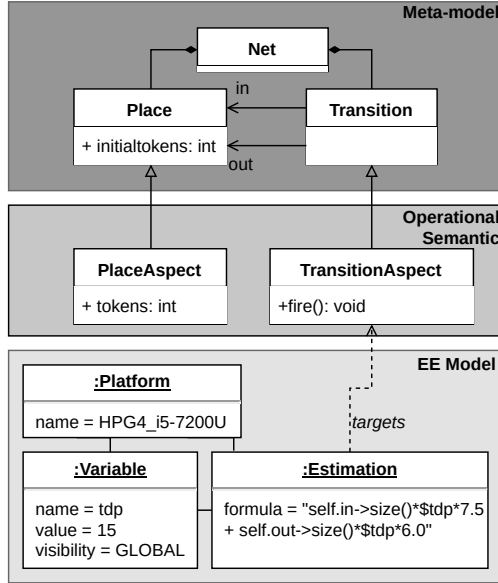 Meta-model
Net
in
Place
Transition
+ initialtokens: int
out
Operational
Semantic
PlaceAspect
TransitionAspect
+ tokens: int
+fire(): void
EE Model
:Platform
name = HPG4_i5-7200U
targets
:Variable
:Estimation
name = tdp
value = 15
visibility = GLOBAL
formula = "self.in->size()*$tdp*7.5
+ self.out->size()*$tdp*6.0"